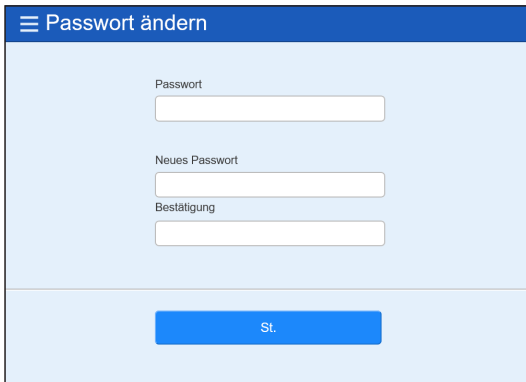 Passwort ändern
Passwort
Neues Passwort
Bestätigung
St.